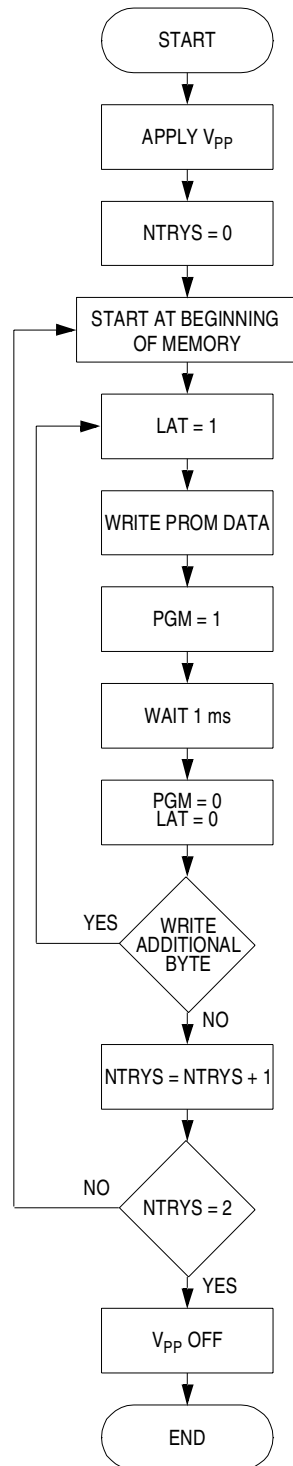 START
APPLY VPP
NTRYS = 0
START AT BEGINNING
OF MEMORY
LAT = 1
WRITE PROM DATA
PGM = 1
WAIT 1 ms
PGM = 0
LAT = 0
YES
WRITE
ADDITIONAL
BYTE
NO
NTRYS = NTRYS + 1
NO
NTRYS = 2
YES
VPP OFF
END